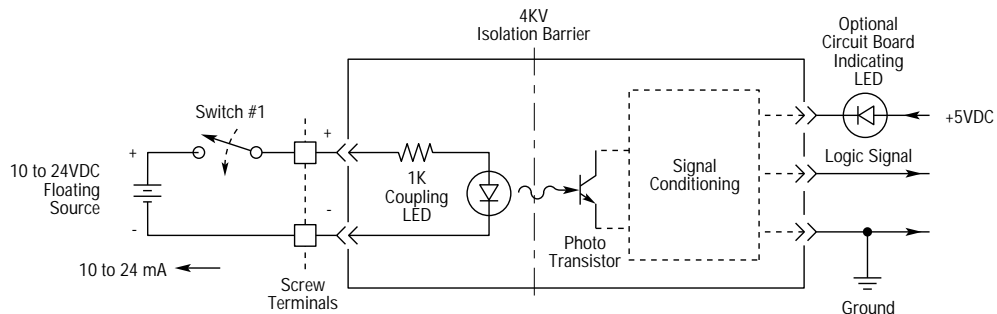 4KV
Isolation Barrier
Optional
Circuit Board
Indicating
LED
Switch #1
+
+5VDC
+
10 to 24VDC
Floating
Source
1K
Coupling
LED
Signal
Conditioning
Logic Signal
-
-
Photo
Transistor
10 to 24 mA
Screw
Terminals
Ground